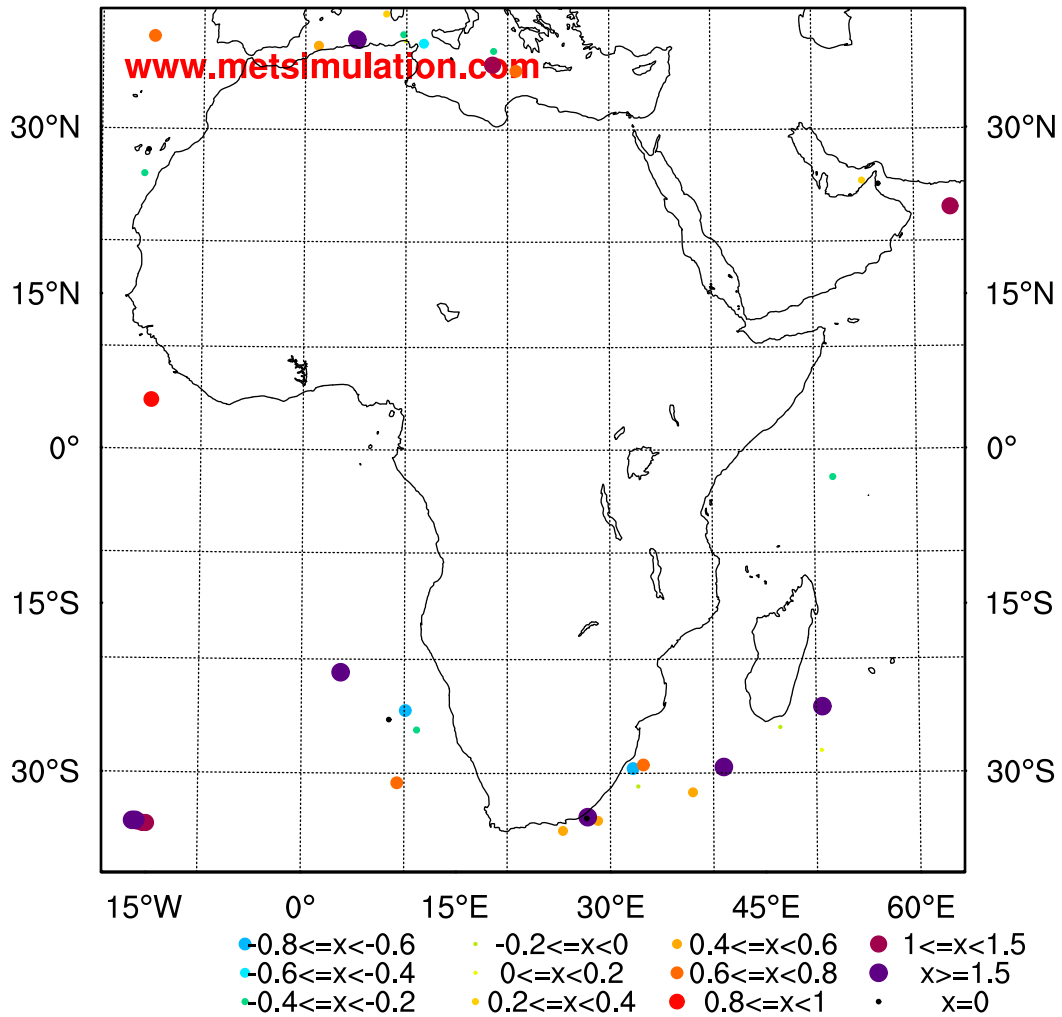 www.metsimulation.com
30°N 30°N
15°N 15°N
0° 0°
15°S 15°S
30°S 30°S
15°W 0° 15°E 30°E 45°E 60°E
-0.8<=x<-0.6 -0.2<=x<0 0.4<=x<0.6 1<=x<1.5
-0.6<=x<-0.4 0<=x<0.2 0.6<=x<0.8 x>=1.5
-0.4<=x<-0.2 0.2<=x<0.4 0.8<=x<1 x=0